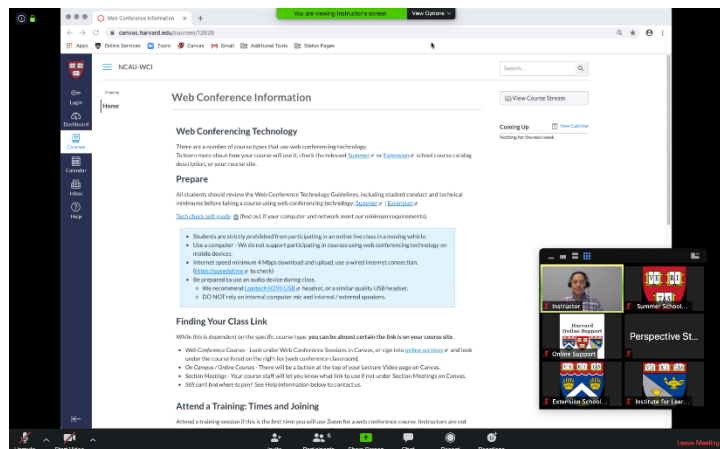 Web Conference Information
You are viewing Instructor's screen
View Options
canvas.harvard.edu/courses/12628
Apps
Online Services
Zoom
Canvas
Gmail
Additional Tools
Status Pages
NCAU-WCI
Search...
Login
Dashboard
Courses
Calendar
Inbox
Help
Home
Web Conference Information
View Course Stream
Coming Up
View Calendar
Nothing for the next week
Web Conferencing Technology
There are a number of course types that use web conferencing technology.
To learn more about how your course will use it, check the relevant Summer or Extension school course catalog
description, or your course site.
Prepare
All students should review the Web Conference Technology Guidelines, including student conduct and technical
minimums before taking a course using web conferencing technology: Summer | Extension
Tech check self-guide (find out if your computer and network meet our minimum requirements).
Students are strictly prohibited from participating in an online live class in a moving vehicle.
Use a computer - We do not support participating in courses using web conferencing technology on
mobile devices.
Internet speed minimum 4 Mbps download and upload, use a wired internet connection.
(https://speedof.me to check)
Be prepared to use an audio device during class.
We recommend Logitech H390 USB headset, or a similar quality USB headset.
DO NOT rely on internal computer mic and internal / external speakers.
Finding Your Class Link
While this is dependent on the specific course type, you can be almost certain the link is on your course site.
Web Conference Courses - Look under Web Conference Sessions in Canvas, or sign into online services and look
under the course listed on the right for [web conference classroom].
On Campus / Online Courses - There will be a button at the top of your Lecture Video page on Canvas.
Section Meetings - Your course staff will let you know what link to use if not under Section Meetings on Canvas.
Still can't find where to join? See Help information below to contact us.
Attend a Training: Times and Joining
Attend a training session if this is the first time you will use Zoom for a web conference course. Instructors are not
Instructor
Summer School...
Harvard
Online Support
Online Support
Perspective St...
Extension School...
Institute for Lear...
Unmute
Start Video
Invite
Participants
6
Share Screen
Chat
Record
Reactions
Leave Meeting